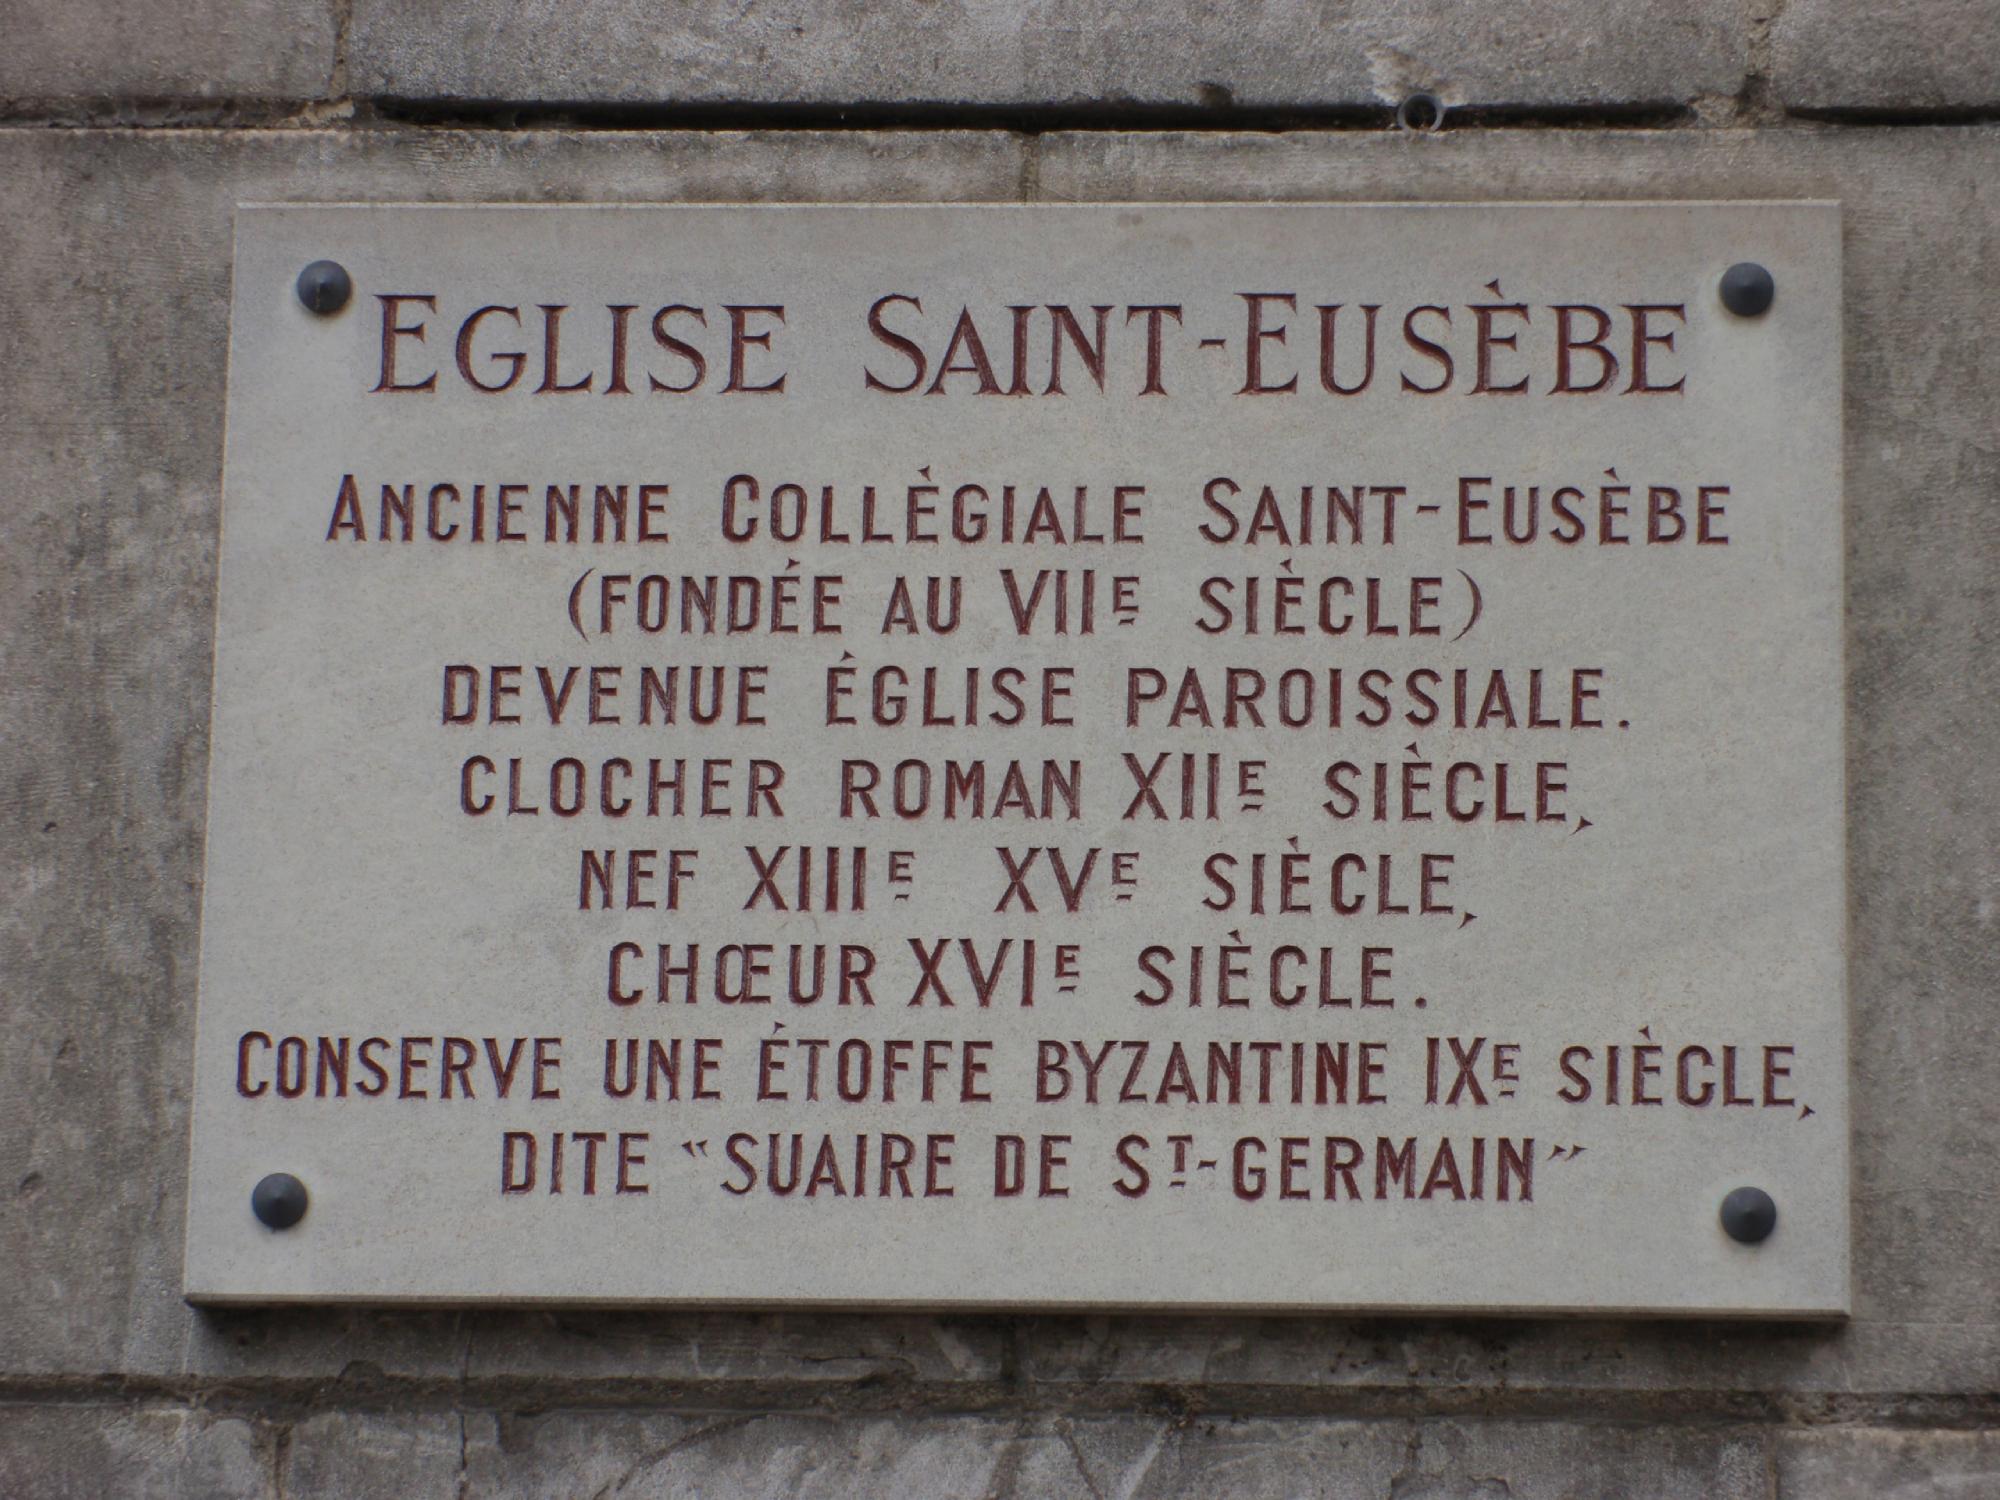 EGLISE SAINT-EUSÈBE
ANCIENNE COLLÉGIALE SAINT-EUSÈBE
(FONDÉE AU VIIE SIÈCLE)
DEVENUE ÉGLISE PAROISSIALE.
CLOCHER ROMAN XIIE SIÈCLE,
NEF XIIIE XVE SIÈCLE,
CHŒUR XVIE SIÈCLE.
CONSERVE UNE ÉTOFFE BYZANTINE IXE SIÈCLE,
DITE "SUAIRE DE ST-GERMAIN"